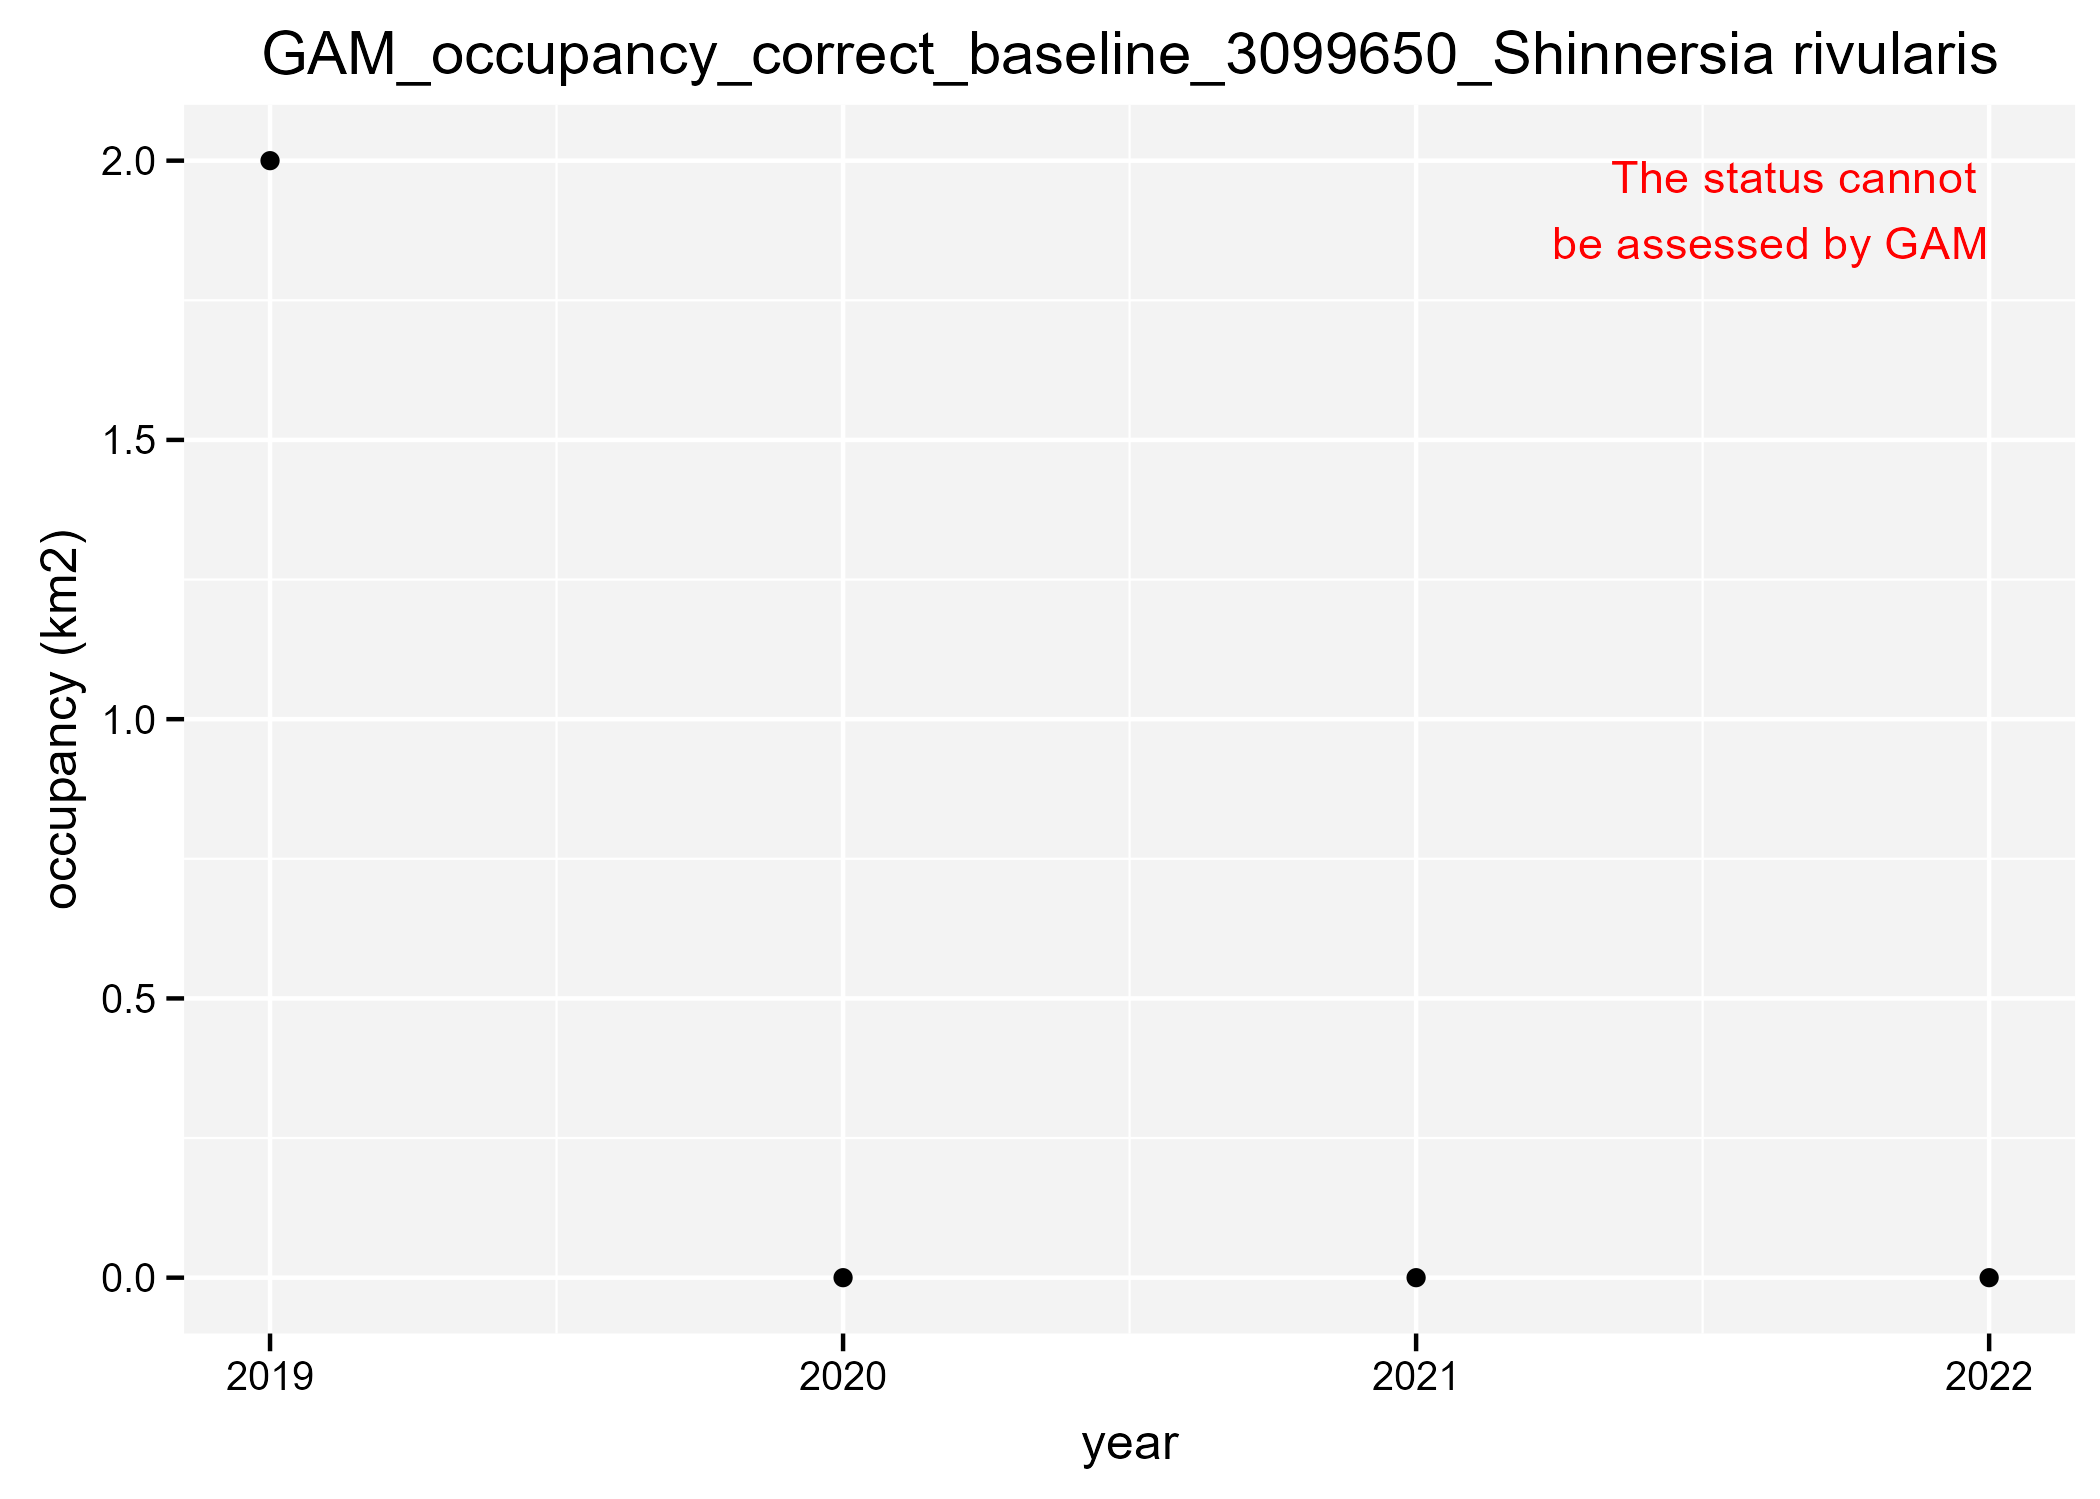 GAM_occupancy_correct_baseline_3099650_Shinnersia rivularis
The status cannot
be assessed by GAM
occupancy (km2)
2.0
1.5
1.0
0.5
0.0
2019 2020 2021 2022
year